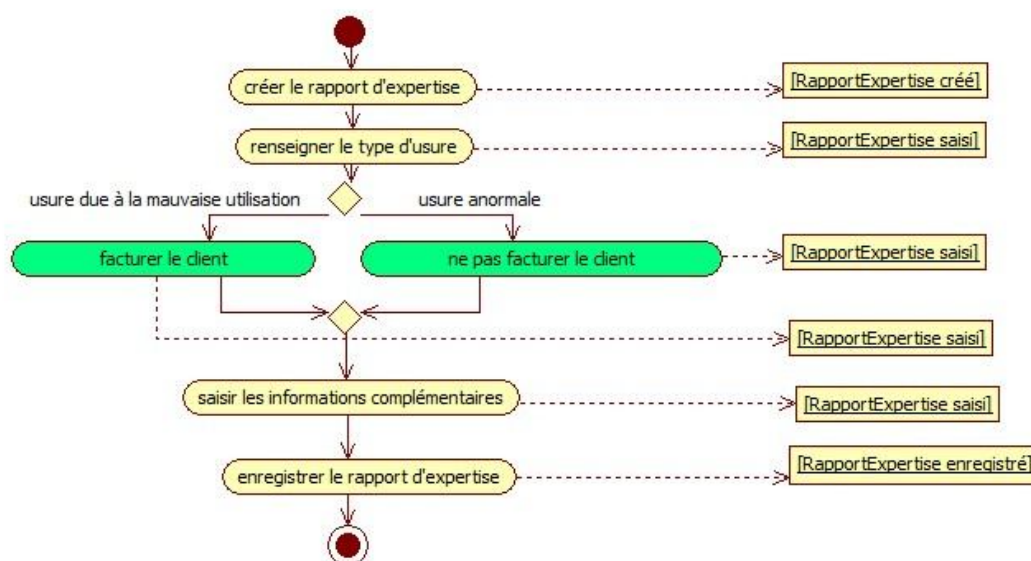 créer le rapport d'expertise
[RapportExpertise créé]
renseigner le type d'usure
[RapportExpertise saisi]
usure due à la mauvaise utilisation
usure anormale
facturer le client
ne pas facturer le client
[RapportExpertise saisi]
[RapportExpertise saisi]
saisir les informations complémentaires
[RapportExpertise saisi]
enregistrer le rapport d'expertise
[RapportExpertise enregistré]